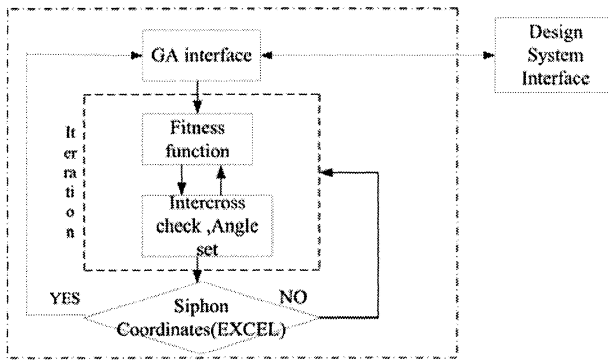 GA interface
Design
System
Interface
It
er
a
ti
o
n
Fitness
function
Intercross
check ,Angle
set
YES
Siphon
Coordinates(EXCEL)
NO